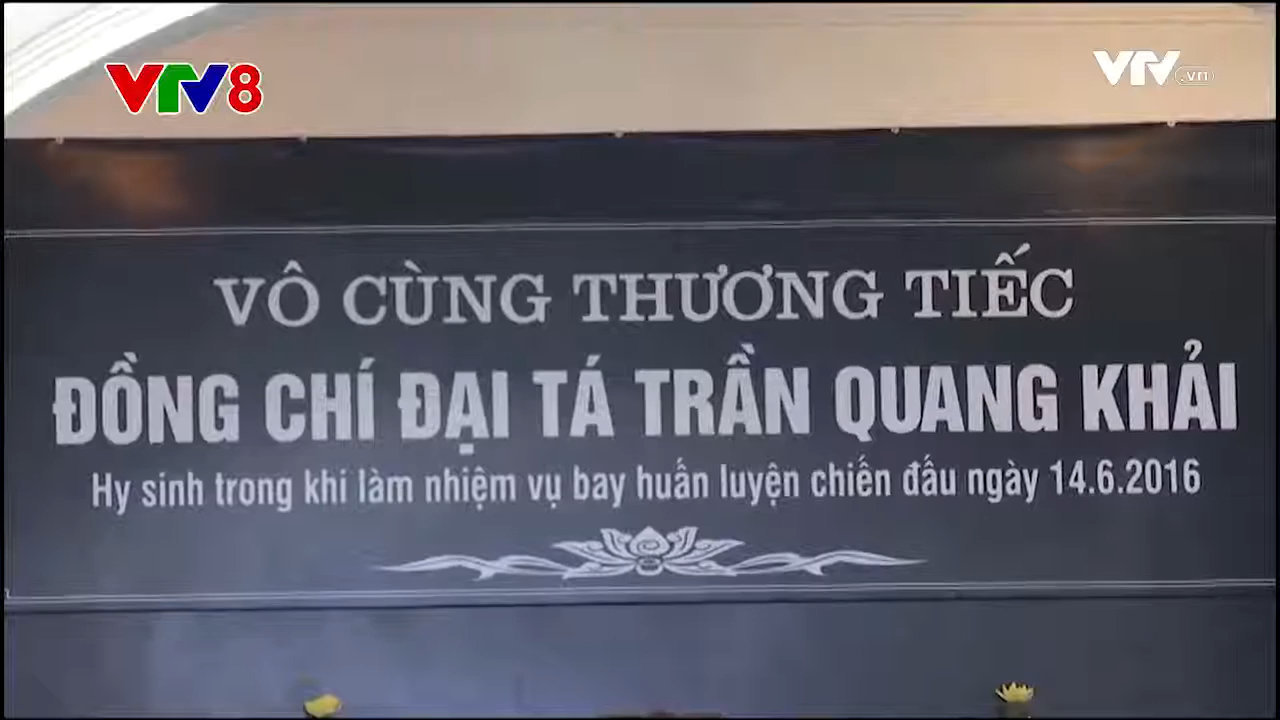 VTV8
VTV.vn
VÔ CÙNG THƯƠNG TIẾC
ĐỒNG CHÍ ĐẠI TÁ TRẦN QUANG KHẢI
Hy sinh trong khi làm nhiệm vụ bay huấn luyện chiến đấu ngày 14.6.2016